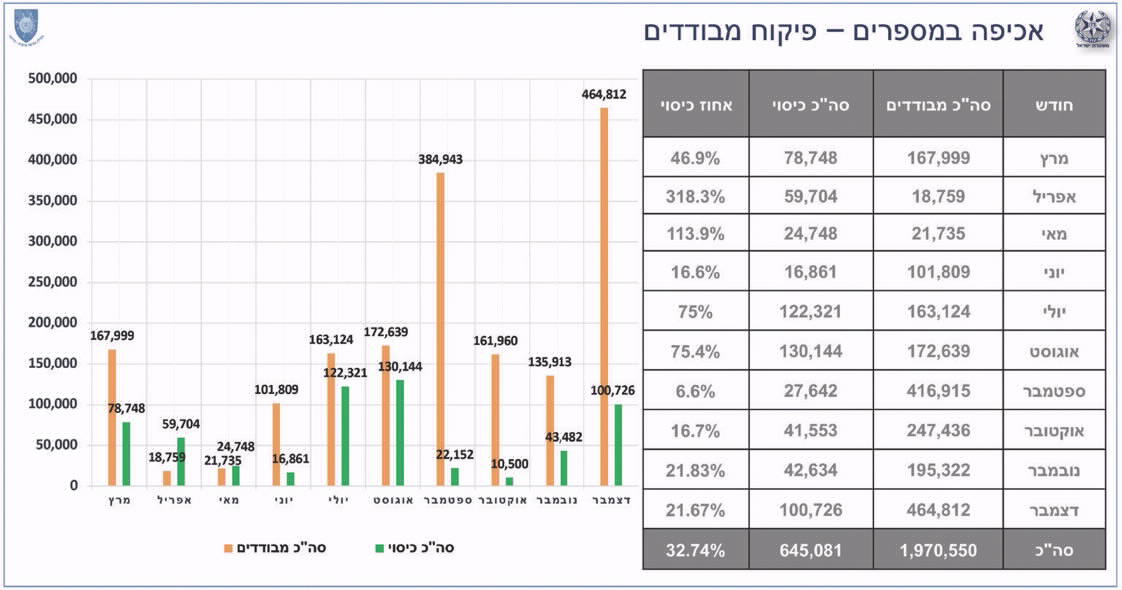 אכיפה במספרים – פיקוח מבודדים
משטרת ישראל
חודש סה"כ מבודדים סה"כ כיסוי אחוז כיסוי
מרץ 167,999 78,748 46.9%
אפריל 18,759 59,704 318.3%
מאי 21,735 24,748 113.9%
יוני 101,809 16,861 16.6%
יולי 163,124 122,321 75%
אוגוסט 172,639 130,144 75.4%
ספטמבר 416,915 27,642 6.6%
אוקטובר 247,436 41,553 16.7%
נובמבר 195,322 42,634 21.83%
דצמבר 464,812 100,726 21.67%
סה"כ 1,970,550 645,081 32.74%
500,000
450,000
400,000
350,000
300,000
250,000
200,000
150,000
100,000
50,000
0
167,999
78,748
18,759
59,704
21,735
24,748
101,809
16,861
163,124
122,321
172,639
130,144
384,943
22,152
161,960
10,500
135,913
43,482
464,812
100,726
מרץ אפריל מאי יוני יולי אוגוסט ספטמבר אוקטובר נובמבר דצמבר
סה"כ מבודדים סה"כ כיסוי